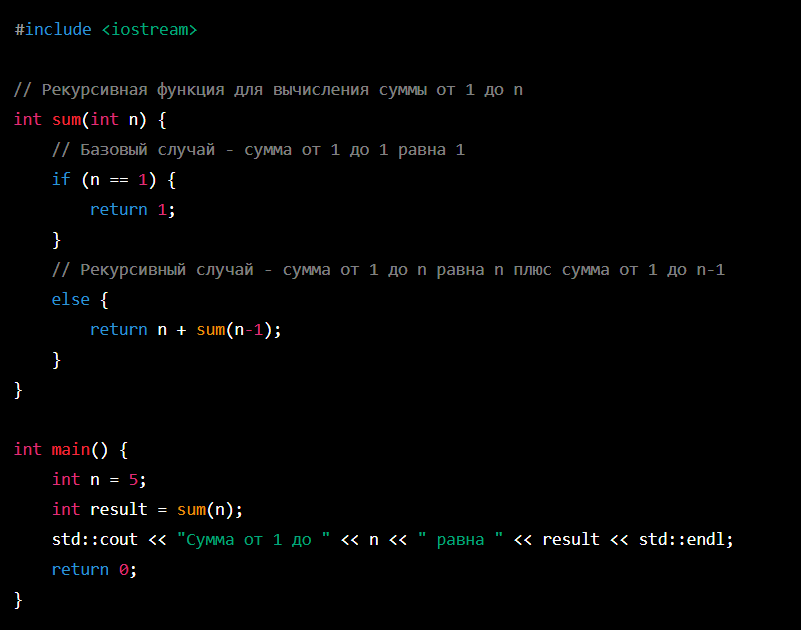 #include <iostream>
// Рекурсивная функция для вычисления суммы от 1 до n
int sum(int n) {
    // Базовый случай - сумма от 1 до 1 равна 1
    if (n == 1) {
        return 1;
    }
    // Рекурсивный случай - сумма от 1 до n равна n плюс сумма от 1 до n-1
    else {
        return n + sum(n-1);
    }
}
int main() {
    int n = 5;
    int result = sum(n);
    std::cout << "Сумма от 1 до " << n << " равна " << result << std::endl;
    return 0;
}